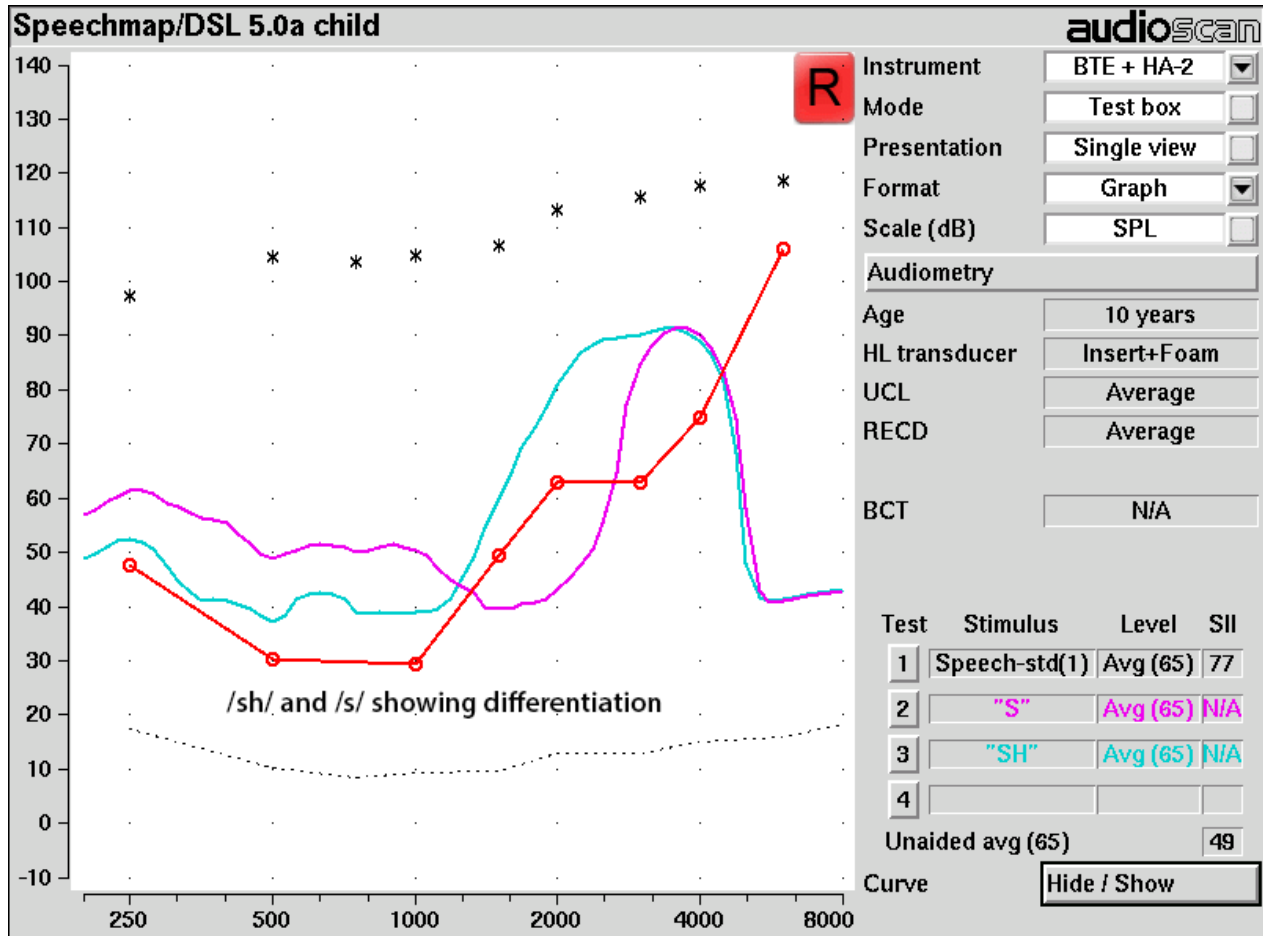 Speechmap/DSL 5.0a child
audioscan
R
140
130
120
110
100
90
80
70
60
50
40
30
20
10
0
-10
250 500 1000 2000 4000 8000
/sh/ and /s/ showing differentiation
Instrument BTE + HA-2
Mode Test box
Presentation Single view
Format Graph
Scale (dB) SPL
Audiometry
Age 10 years
HL transducer Insert+Foam
UCL Average
RECD Average
BCT N/A
Test Stimulus Level SII
1 Speech-std(1) Avg (65) 77
2 "S" Avg (65) N/A
3 "SH" Avg (65) N/A
4
Unaided avg (65) 49
Curve Hide / Show